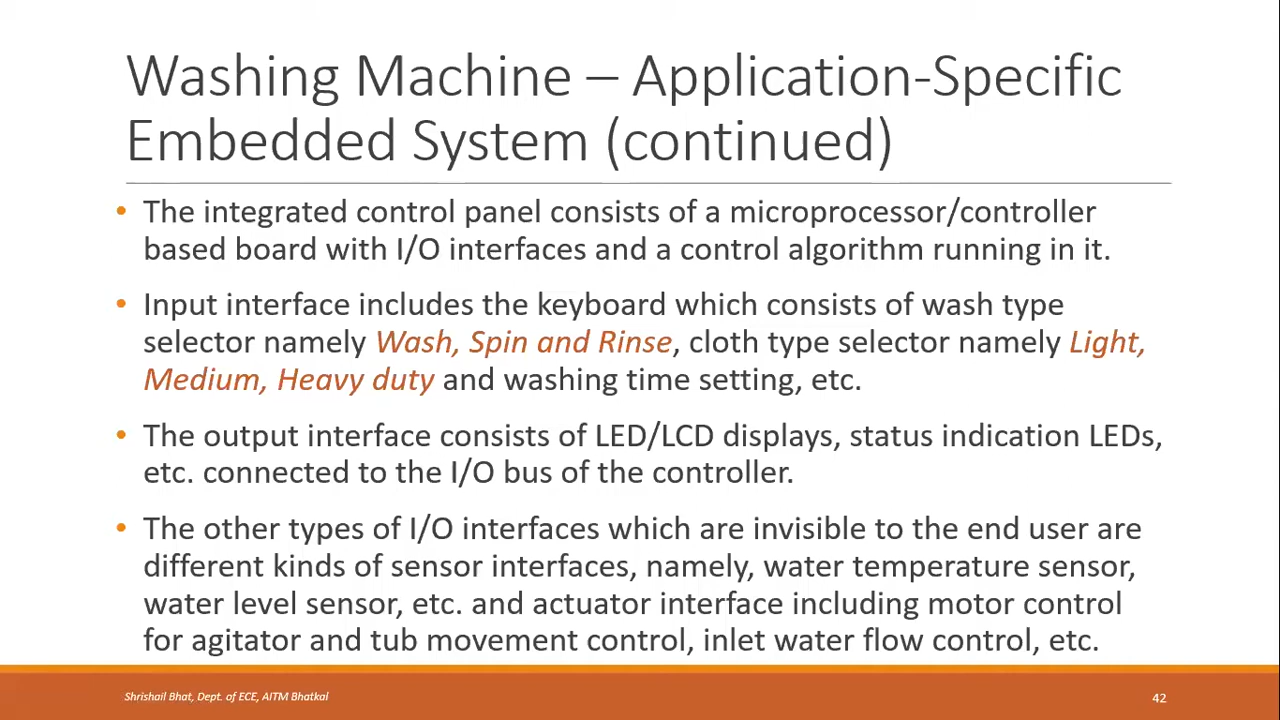 Washing Machine – Application-Specific
Embedded System (continued)
• The integrated control panel consists of a microprocessor/controller
based board with I/O interfaces and a control algorithm running in it.
• Input interface includes the keyboard which consists of wash type
selector namely Wash, Spin and Rinse, cloth type selector namely Light,
Medium, Heavy duty and washing time setting, etc.
• The output interface consists of LED/LCD displays, status indication LEDs,
etc. connected to the I/O bus of the controller.
• The other types of I/O interfaces which are invisible to the end user are
different kinds of sensor interfaces, namely, water temperature sensor,
water level sensor, etc. and actuator interface including motor control
for agitator and tub movement control, inlet water flow control, etc.
Shrishail Bhat, Dept. of ECE, AITM Bhatkal
42